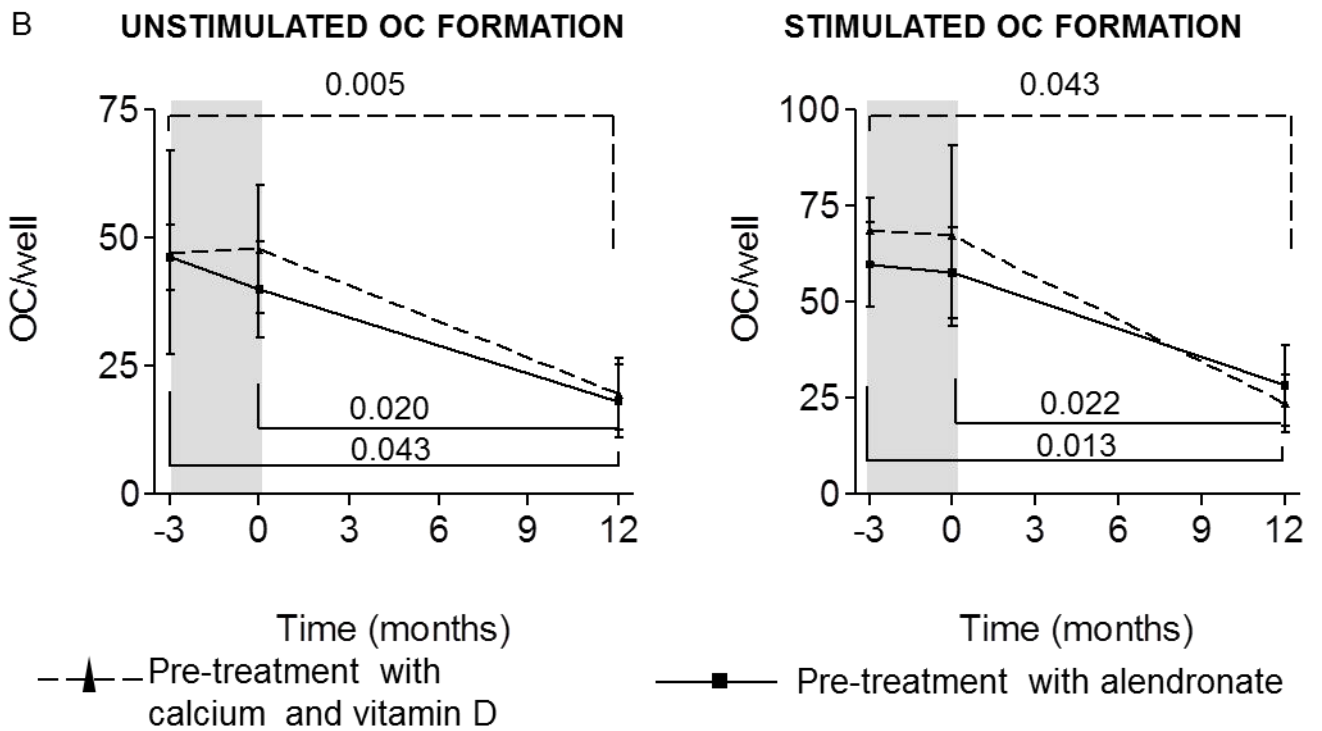 B
UNSTIMULATED OC FORMATION
0.005
75
50
25
0
OC/well
0.020
0.043
-3 0 3 6 9 12
Time (months)
STIMULATED OC FORMATION
0.043
100
75
50
25
0
OC/well
0.022
0.013
-3 0 3 6 9 12
Time (months)
Pre-treatment with
calcium and vitamin D
Pre-treatment with alendronate